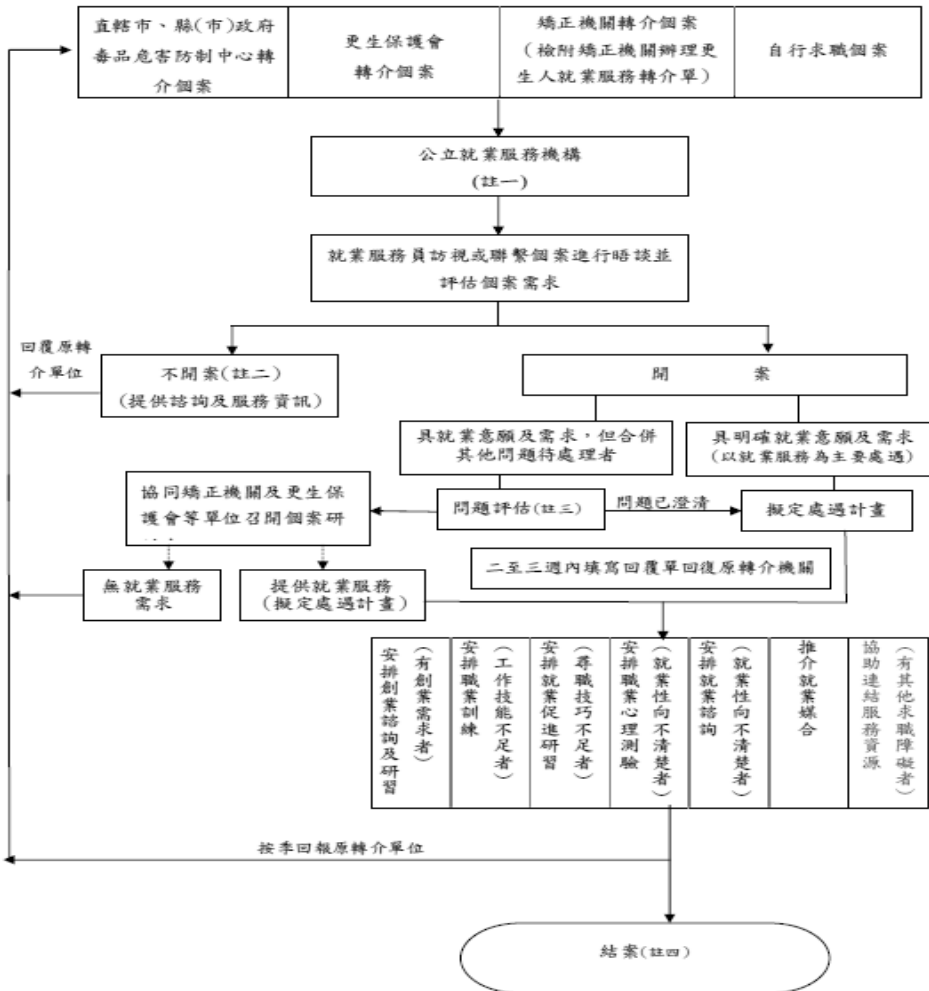 直轄市、縣(市)政府
毒品危害防制中心轉
介個案
更生保護會
轉介個案
矯正機關轉介個案
(檢附矯正機關辦理更
生人就業服務轉介單)
自行求職個案
公立就業服務機構
(註一)
就業服務員訪視或聯繫個案進行晤談並
評估個案需求
回覆原轉
介單位
不開案(註二)
(提供諮詢及服務資訊)
開 案
具就業意願及需求，但合併
其他問題待處理者
具明確就業意願及需求
(以就業服務為主要處遇)
協同矯正機關及更生保
護會等單位召開個案研
問題評估(註三)
問題已澄清
擬定處遇計畫
二至三週內填寫回覆單回復原轉介機關
無就業服務
需求
提供就業服務
(擬定處遇計畫)
(有創業需求者)
安排創業諮詢及研習
(工作技能不足者)
安排職業訓練
(尋職技巧不足者)
安排就業促進研習
(就業性向不清楚者)
安排職業心理測驗
(就業性向不清楚者)
安排就業諮詢
推介就業媒合
(有其他求職障礙者)
協助連結服務資源
按季回報原轉介單位
結案(註四)